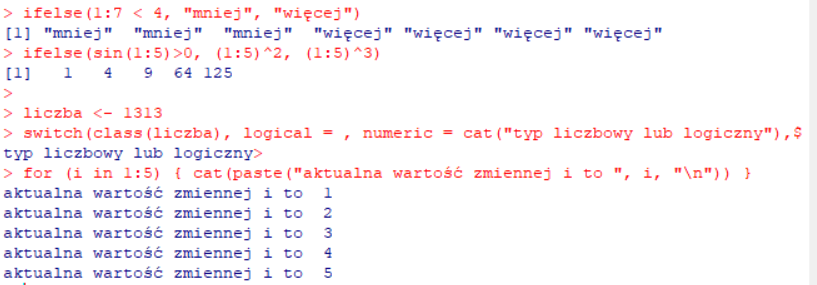 > ifelse(1:7 < 4, "mniej", "więcej")
[1] "mniej"  "mniej"  "mniej"  "więcej" "więcej" "więcej" "więcej"
> ifelse(sin(1:5)>0, (1:5)^2, (1:5)^3)
[1]   1   4   9  64 125
>
> liczba <- 1313
> switch(class(liczba), logical = , numeric = cat("typ liczbowy lub logiczny"),$
typ liczbowy lub logiczny>
> for (i in 1:5) { cat(paste("aktualna wartość zmiennej i to ", i, "\n")) }
aktualna wartość zmiennej i to  1
aktualna wartość zmiennej i to  2
aktualna wartość zmiennej i to  3
aktualna wartość zmiennej i to  4
aktualna wartość zmiennej i to  5